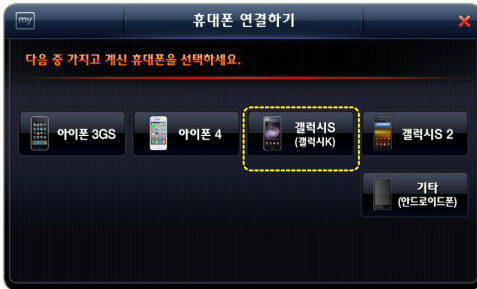 my
휴대폰 연결하기
다음 중 가지고 계신 휴대폰을 선택하세요.
아이폰 3GS
아이폰 4
갤럭시S
(갤럭시K)
갤럭시S 2
기타
(안드로이드폰)